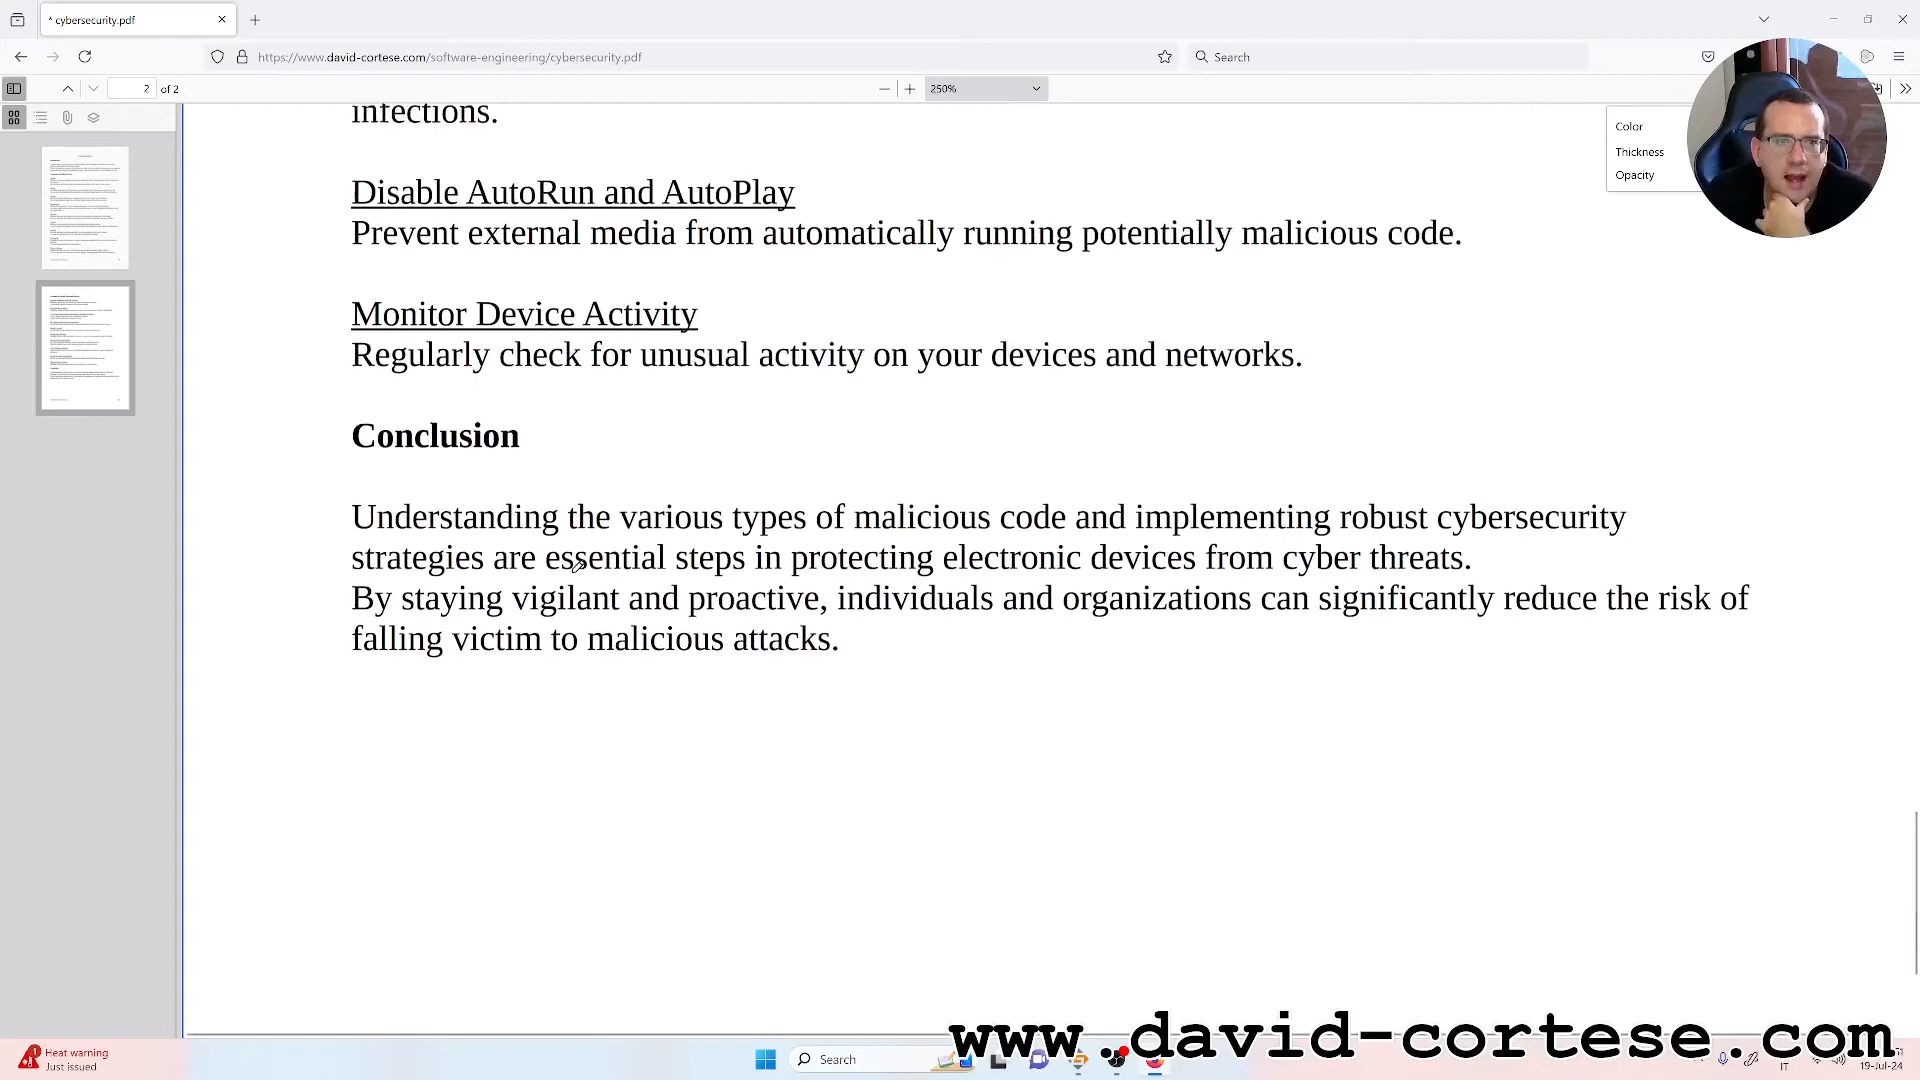 * cybersecurity.pdf
https://www.david-cortese.com/software-engineering/cybersecurity.pdf
Search
2 of 2
250%
Color
Thickness
Opacity
infections.
Disable AutoRun and AutoPlay
Prevent external media from automatically running potentially malicious code.
Monitor Device Activity
Regularly check for unusual activity on your devices and networks.
Conclusion
Understanding the various types of malicious code and implementing robust cybersecurity
strategies are essential steps in protecting electronic devices from cyber threats.
By staying vigilant and proactive, individuals and organizations can significantly reduce the risk of
falling victim to malicious attacks.
www.david-cortese.com
Heat warning
Just issued
Search
IT
19-Jul-24